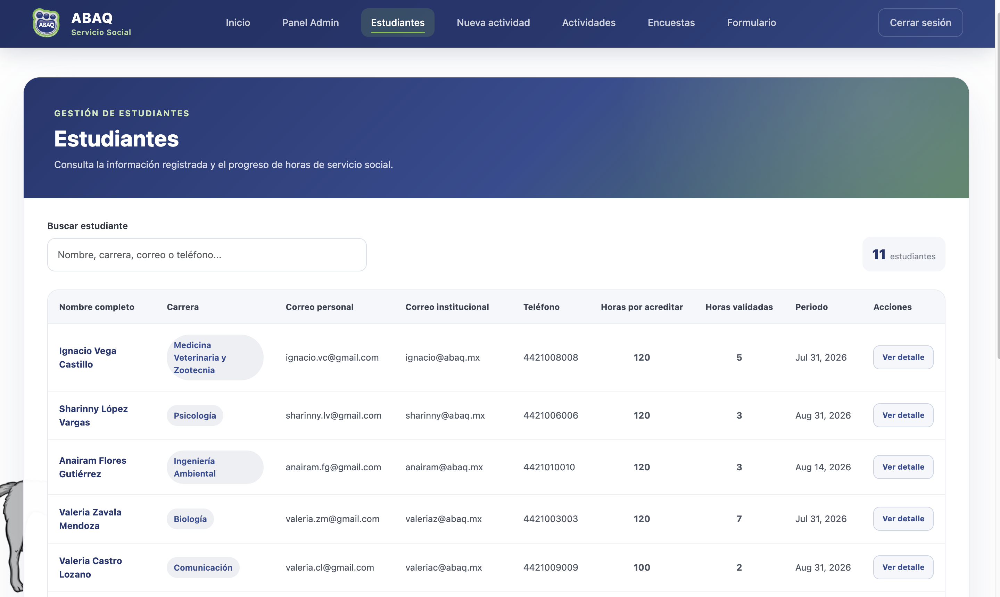 ABAQ
ABAQ
Servicio Social
Inicio
Panel Admin
Estudiantes
Nueva actividad
Actividades
Encuestas
Formulario
Cerrar sesión
GESTIÓN DE ESTUDIANTES
Estudiantes
Consulta la información registrada y el progreso de horas de servicio social.
Buscar estudiante
Nombre, carrera, correo o teléfono...
11 estudiantes
Nombre completo Carrera Correo personal Correo institucional Teléfono Horas por acreditar Horas validadas Periodo Acciones
Ignacio Vega
Castillo
Medicina
Veterinaria y
Zootecnia
ignacio.vc@gmail.com ignacio@abaq.mx 4421008008 120 5 Jul 31, 2026 Ver detalle
Sharinny López
Vargas
Psicología
sharinny.lv@gmail.com sharinny@abaq.mx 4421006006 120 3 Aug 31, 2026 Ver detalle
Anairam Flores
Gutiérrez
Ingeniería
Ambiental
anairam.fg@gmail.com anairam@abaq.mx 4421010010 120 3 Aug 14, 2026 Ver detalle
Valeria Zavala
Mendoza
Biología
valeria.zm@gmail.com valeriaz@abaq.mx 4421003003 120 7 Jul 31, 2026 Ver detalle
Valeria Castro
Lozano
Comunicación
valeria.cl@gmail.com valeriac@abaq.mx 4421009009 100 2 Aug 31, 2026 Ver detalle